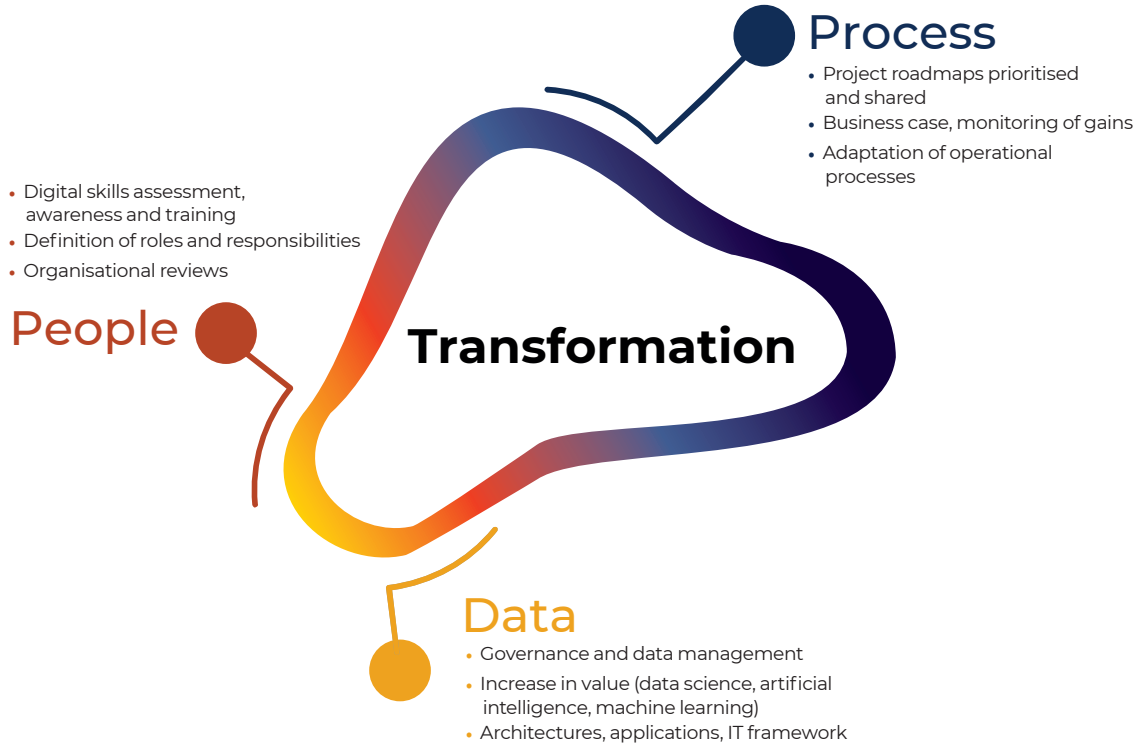 Process
• Project roadmaps prioritised
and shared
• Business case, monitoring of gains
• Adaptation of operational
processes
• Digital skills assessment,
awareness and training
• Definition of roles and responsibilities
• Organisational reviews
People
Transformation
Data
• Governance and data management
• Increase in value (data science, artificial
intelligence, machine learning)
• Architectures, applications, IT framework